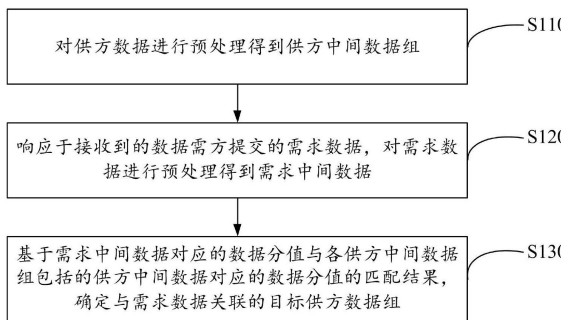 对供方数据进行预处理得到供方中间数据组
S110
响应于接收到的数据需方提交的需求数据，对需求数
据进行预处理得到需求中间数据
S120
基于需求中间数据对应的数据分值与各供方中间数据
组包括的供方中间数据对应的数据分值的匹配结果，
确定与需求数据关联的目标供方数据组
S130